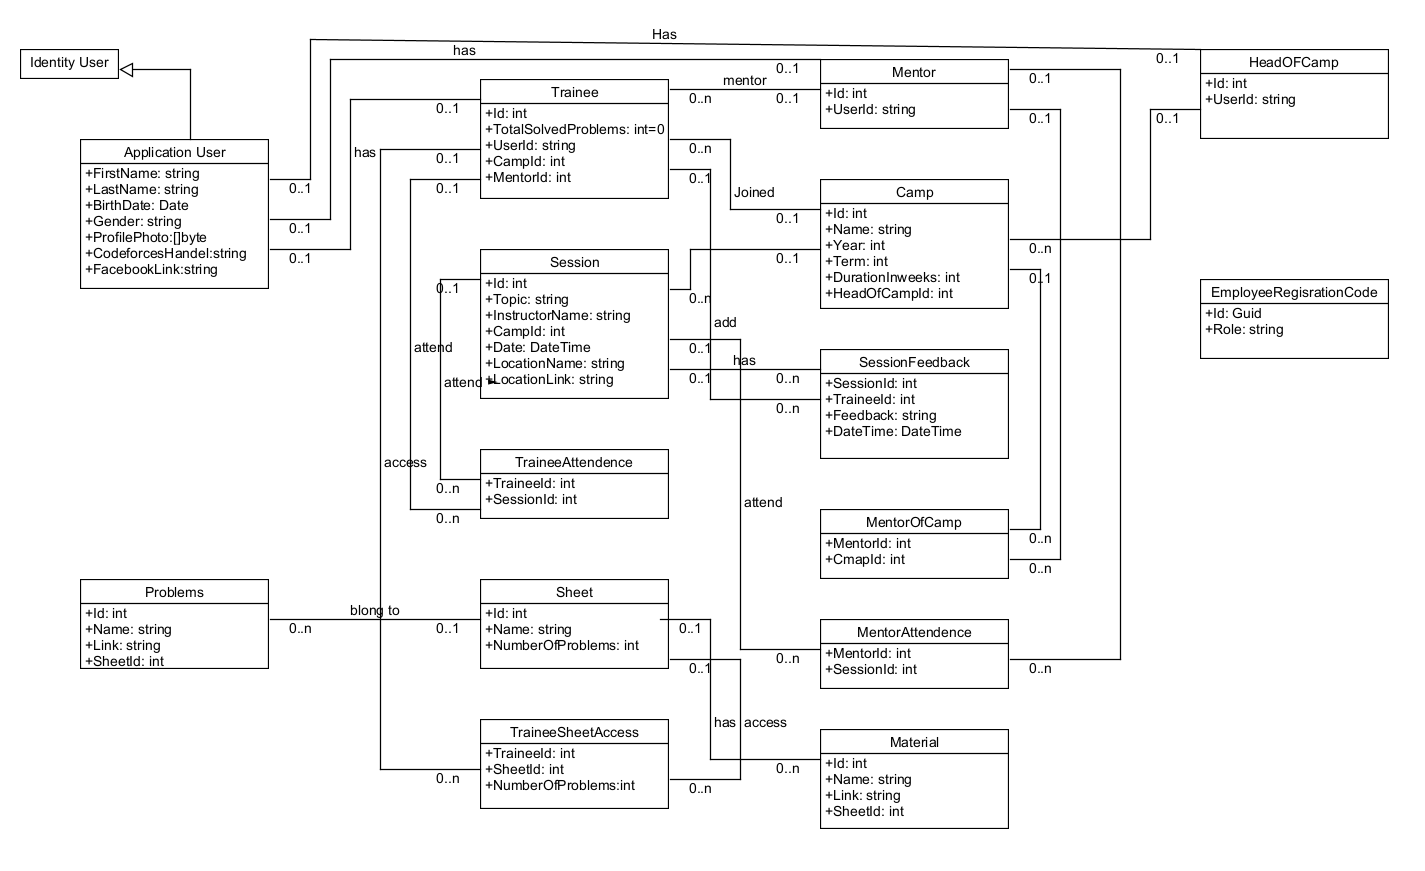 Has
has
Identity User
0..1
0..1
mentor
0..1
Mentor
+Id: int
+UserId: string
0..1
0..1
HeadOFCamp
+Id: int
+UserId: string
0..1
0..1
has
Trainee
+Id: int
+TotalSolvedProblems: int=0
+UserId: string
+CampId: int
+MentorId: int
0..1
0..1
0..1
0..n
0..n
0..1
Joined
0..1
0..1
Application User
+FirstName: string
+LastName: string
+BirthDate: Date
+Gender: string
+ProfilePhoto:[]byte
+CodeforcesHandel:string
+FacebookLink:string
0..1
0..1
0..1
Camp
+Id: int
+Name: string
+Year: int
+Term: int
+DurationInweeks: int
+HeadOfCampId: int
0..n
0..1
Session
+Id: int
+Topic: string
+InstructorName: string
+CampId: int
+Date: DateTime
+LocationName: string
+LocationLink: string
0..1
0..n
add
0..1
has
0..1
0..n
0..n
attend
attend
EmployeeRegisrationCode
+Id: Guid
+Role: string
SessionFeedback
+SessionId: int
+TraineeId: int
+Feedback: string
+DateTime: DateTime
access
TraineeAttendence
+TraineeId: int
+SessionId: int
0..n
0..n
attend
MentorOfCamp
+MentorId: int
+CmapId: int
0..n
0..n
Problems
+Id: int
+Name: string
+Link: string
+SheetId: int
0..n
blong to
0..1
Sheet
+Id: int
+Name: string
+NumberOfProblems: int
0..1
0..1
0..n
MentorAttendence
+MentorId: int
+SessionId: int
0..n
has
access
TraineeSheetAccess
+TraineeId: int
+SheetId: int
+NumberOfProblems:int
0..n
0..n
0..n
Material
+Id: int
+Name: string
+Link: string
+SheetId: int